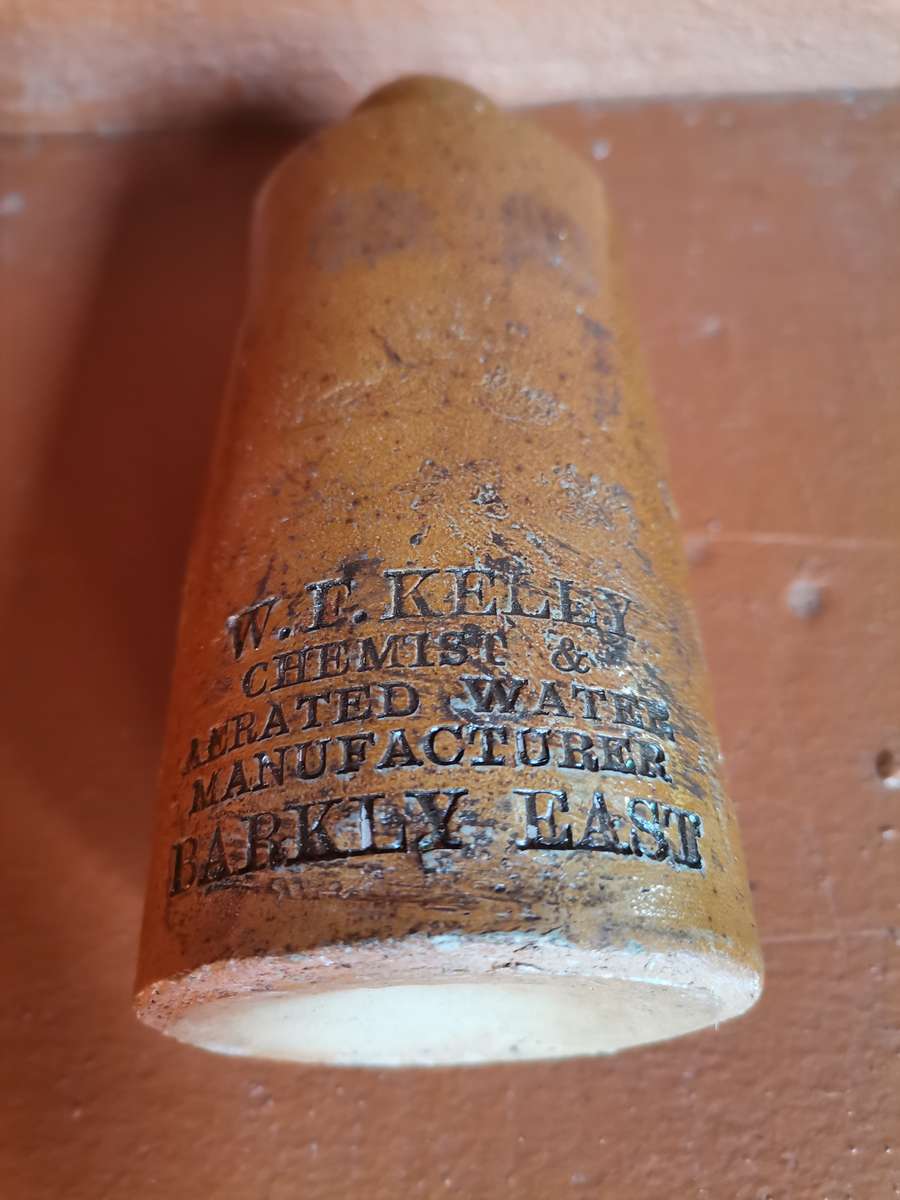 W. E. KELLY
CHEMIST &
AERATED WATER
MANUFACTURER
BARKLY EAST